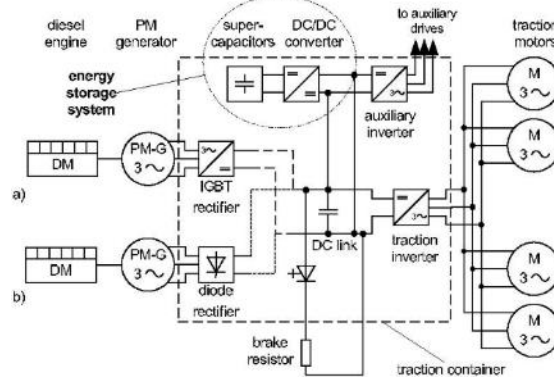 diesel
engine
PM
generator
super-
capacitors
DC/DC
converter
to auxiliary
drives
traction
motors
energy
storage
system
auxiliary
inverter
M
3～
M
3～
DM
PM-G
3～
a)
IGBT
rectifier
DC link
traction
inverter
DM
PM-G
3～
b)
diode
rectifier
M
3～
M
3～
brake
resistor
traction container